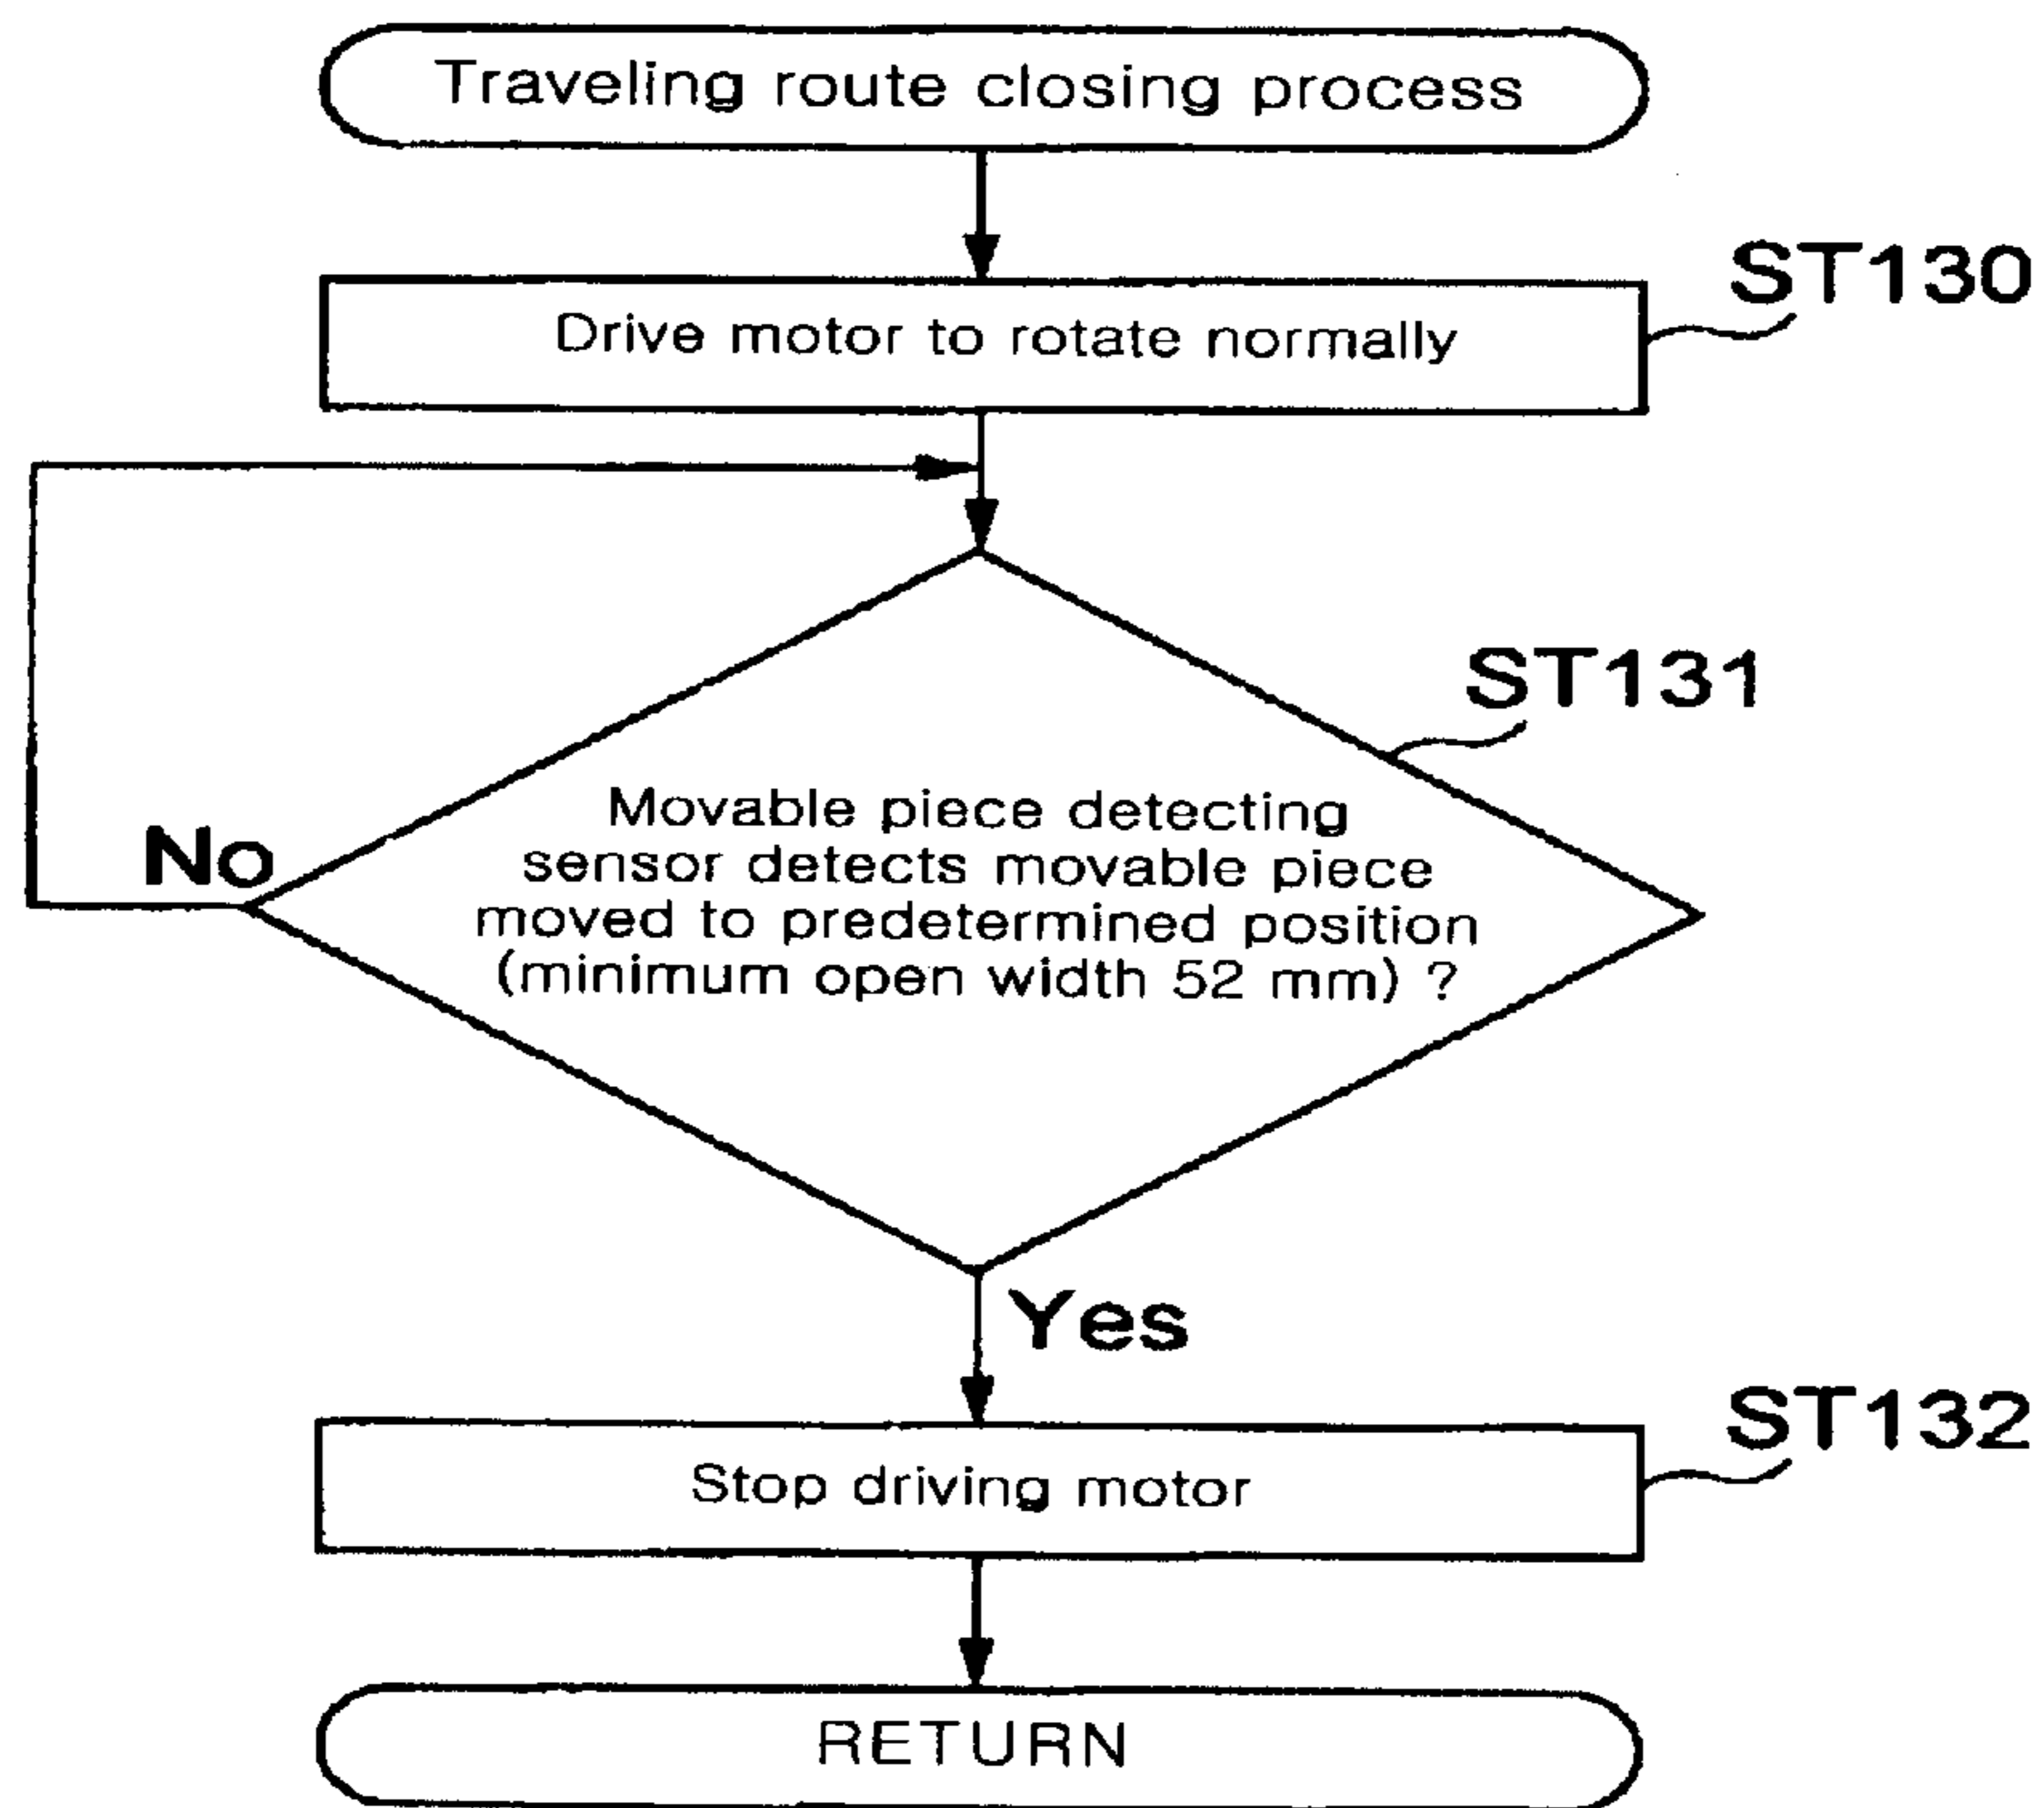 Traveling route closing process
ST130
Drive motor to rotate normally
ST131
Movable piece detecting
sensor detects movable piece
moved to predetermined position
(minimum open width 52 mm) ?
No
Yes
ST132
Stop driving motor
RETURN